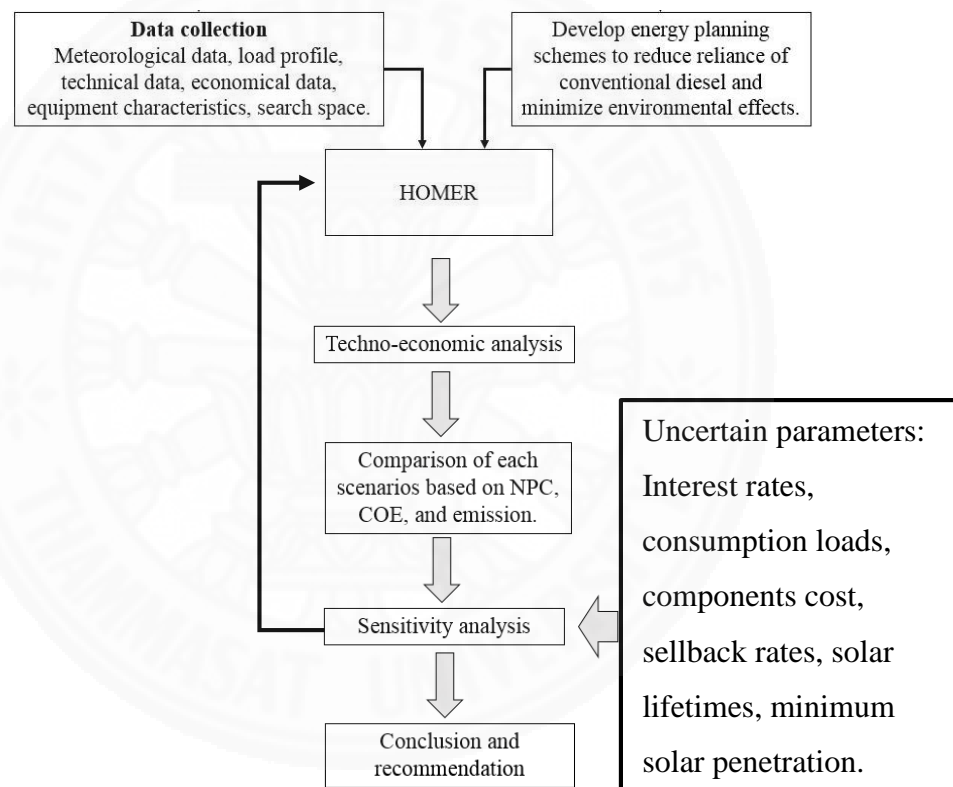 Data collection
Meteorological data, load profile,
technical data, economical data,
equipment characteristics, search space.
Develop energy planning
schemes to reduce reliance of
conventional diesel and
minimize environmental effects.
HOMER
Techno-economic analysis
Comparison of each
scenarios based on NPC,
COE, and emission.
Sensitivity analysis
Uncertain parameters:
Interest rates,
consumption loads,
components cost,
sellback rates, solar
lifetimes, minimum
solar penetration.
Conclusion and
recommendation
THAMMASAT UNIVERSITY